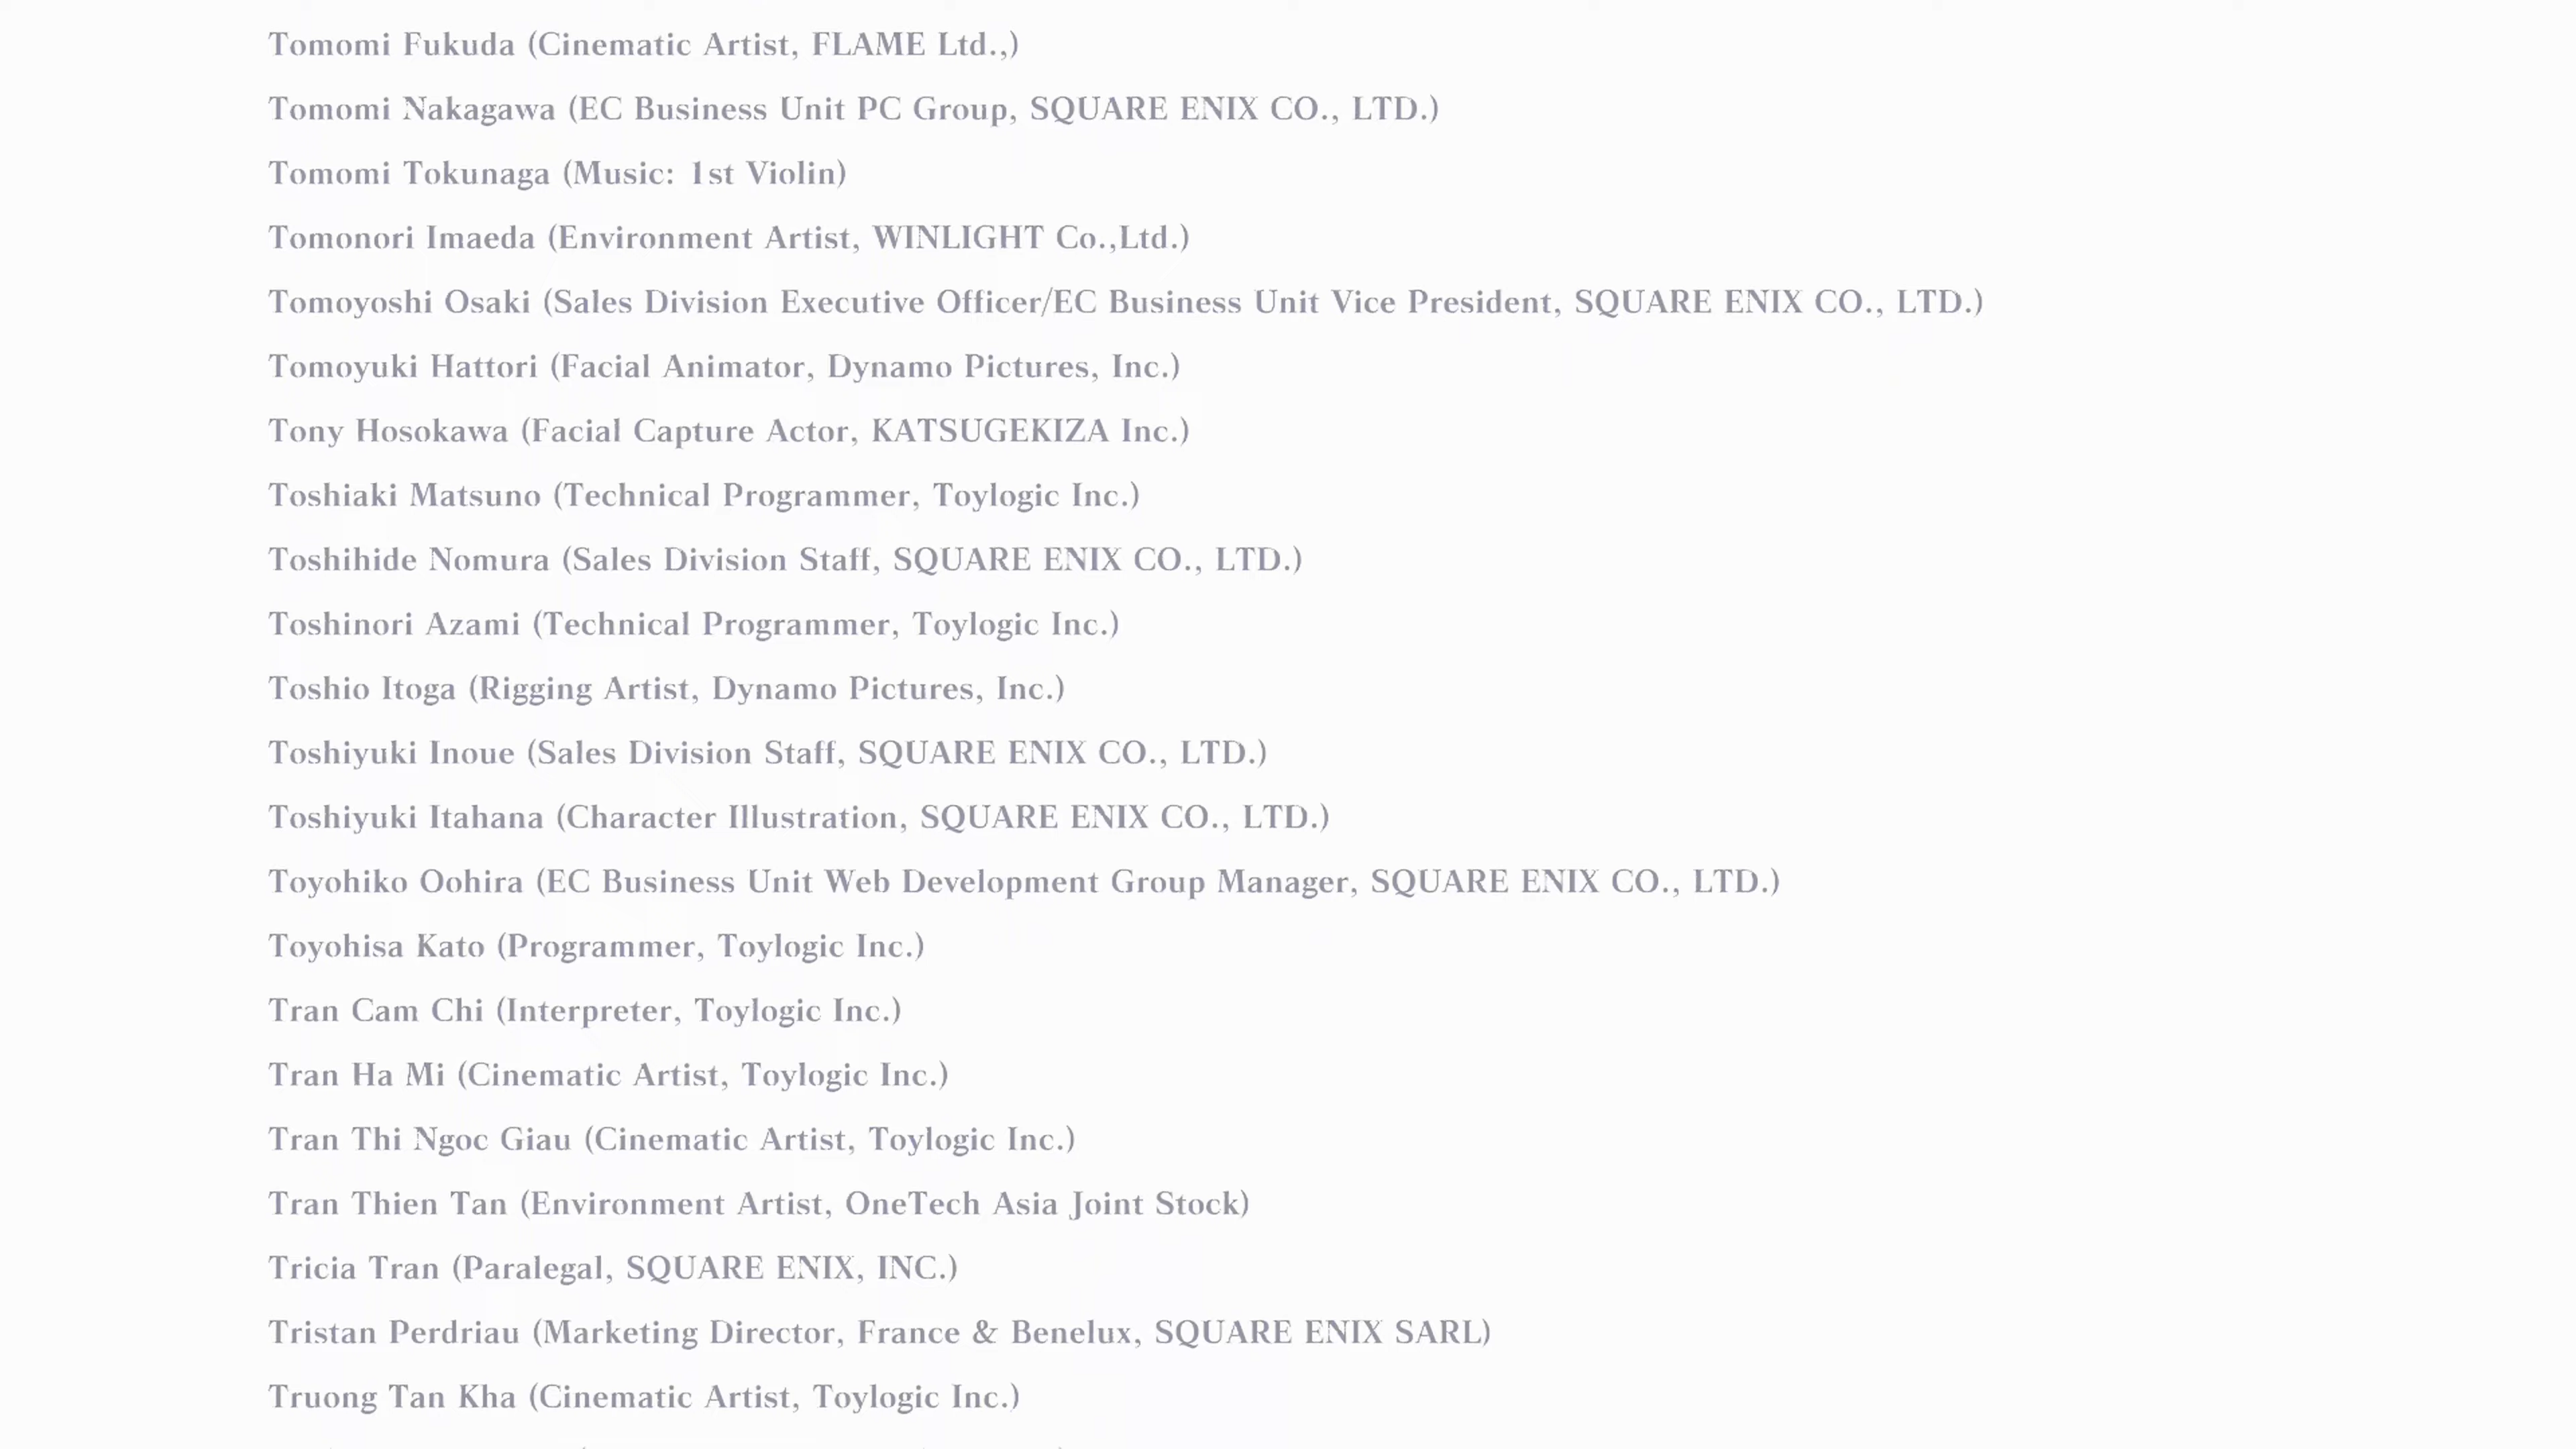 Tomomi Fukuda (Cinematic Artist, FLAME Ltd.,)
Tomomi Nakagawa (EC Business Unit PC Group, SQUARE ENIX CO., LTD.)
Tomomi Tokunaga (Music: 1st Violin)
Tomonori Imaeda (Environment Artist, WINLIGHT Co.,Ltd.)
Tomoyoshi Osaki (Sales Division Executive Officer/EC Business Unit Vice President, SQUARE ENIX CO., LTD.)
Tomoyuki Hattori (Facial Animator, Dynamo Pictures, Inc.)
Tony Hosokawa (Facial Capture Actor, KATSUGEKIZA Inc.)
Toshiaki Matsuno (Technical Programmer, Toylogic Inc.)
Toshihide Nomura (Sales Division Staff, SQUARE ENIX CO., LTD.)
Toshinori Azami (Technical Programmer, Toylogic Inc.)
Toshio Itoga (Rigging Artist, Dynamo Pictures, Inc.)
Toshiyuki Inoue (Sales Division Staff, SQUARE ENIX CO., LTD.)
Toshiyuki Itahana (Character Illustration, SQUARE ENIX CO., LTD.)
Toyohiko Oohira (EC Business Unit Web Development Group Manager, SQUARE ENIX CO., LTD.)
Toyohisa Kato (Programmer, Toylogic Inc.)
Tran Cam Chi (Interpreter, Toylogic Inc.)
Tran Ha Mi (Cinematic Artist, Toylogic Inc.)
Tran Thi Ngoc Giau (Cinematic Artist, Toylogic Inc.)
Tran Thien Tan (Environment Artist, OneTech Asia Joint Stock)
Tricia Tran (Paralegal, SQUARE ENIX, INC.)
Tristan Perdriau (Marketing Director, France & Benelux, SQUARE ENIX SARL)
Truong Tan Kha (Cinematic Artist, Toylogic Inc.)